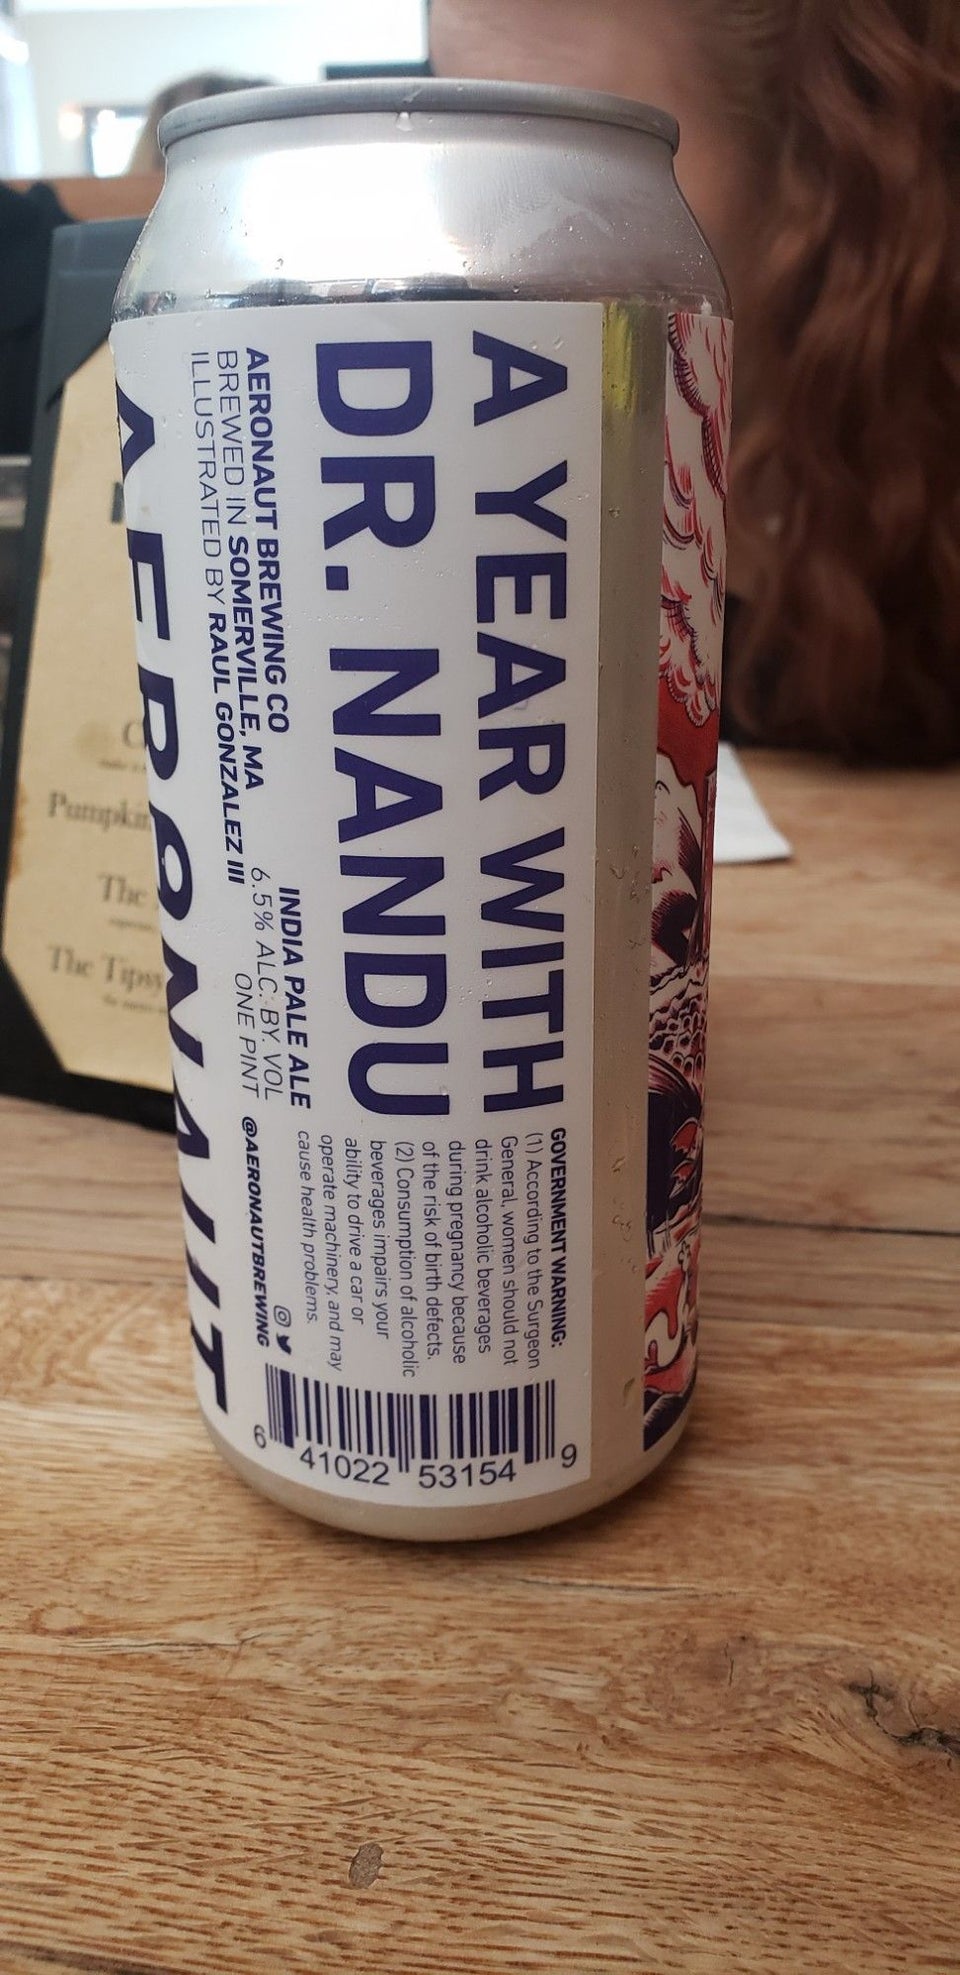 A YEAR WITH
DR. NANDU
AERONAUT BREWING CO
BREWED IN SOMERVILLE, MA
ILLUSTRATED BY RAUL GONZALEZ III
INDIA PALE ALE
6.5% ALC. BY. VOL
ONE PINT
@AERONAUTBREWING
AERONAUT
GOVERNMENT WARNING:
(1) According to the Surgeon
General, women should not
drink alcoholic beverages
during pregnancy because
of the risk of birth defects.
(2) Consumption of alcoholic
beverages impairs your
ability to drive a car or
operate machinery, and may
cause health problems.
6 41022 53154 9
The
The Tipsy